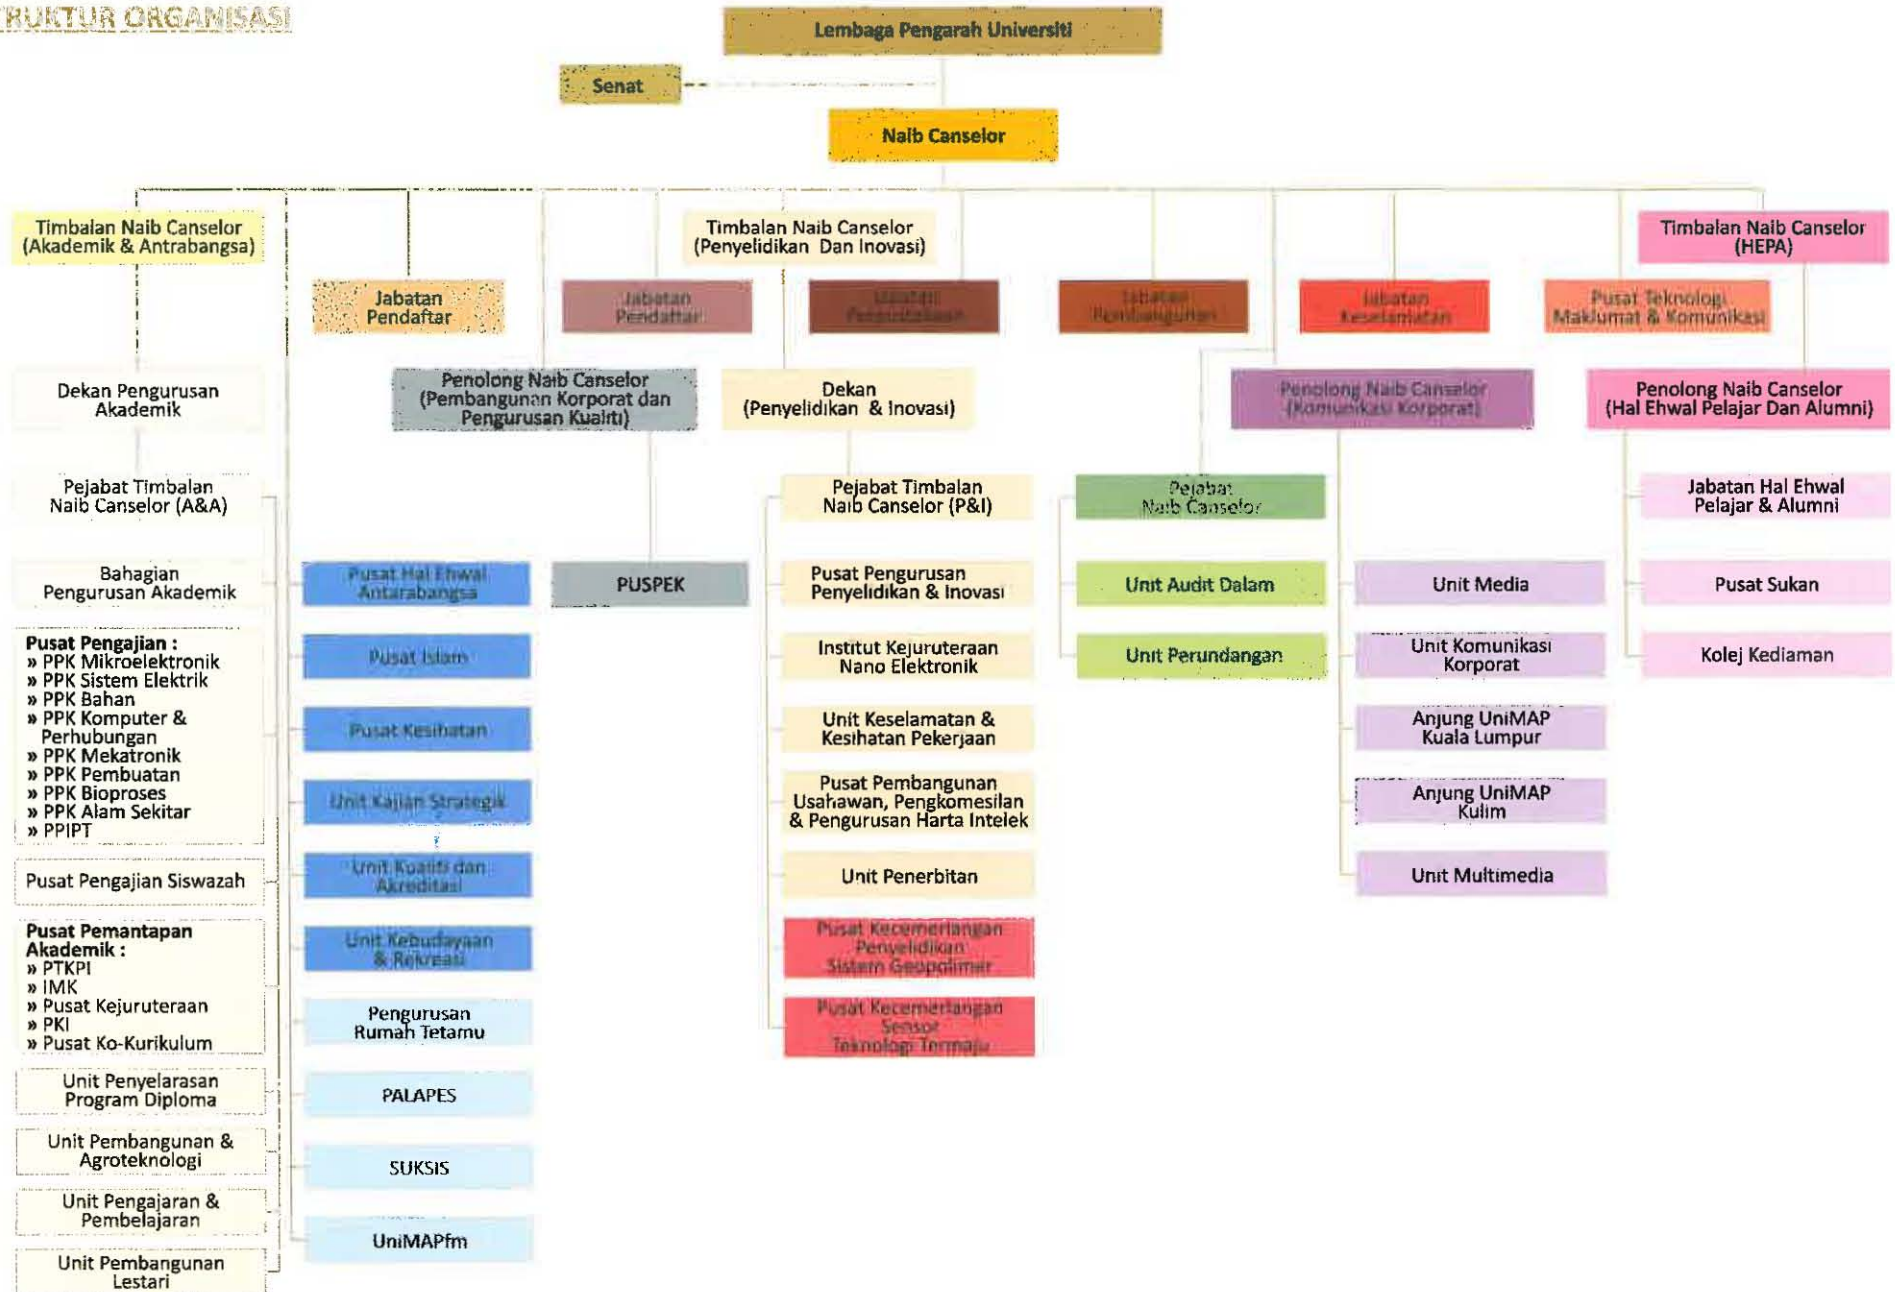 STRUKTUR ORGANISASI
Lembaga Pengarah Universiti
Senat
Naib Canselor
Timbalan Naib Canselor
(Akademik & Antrabangsa)
Timbalan Naib Canselor
(Penyelidikan Dan Inovasi)
Timbalan Naib Canselor
(HEPA)
Jabatan
Pendaftar
Jabatan
Pendaftar
Jabatan
Perpustakaan
Jabatan
Pembangunan
Jabatan
Keselamatan
Pusat Teknologi
Maklumat & Komunikasi
Dekan Pengurusan
Akademik
Penolong Naib Canselor
(Pembangunan Korporat dan
Pengurusan Kualiti)
Dekan
(Penyelidikan & Inovasi)
Penolong Naib Canselor
(Komunikasi Korporat)
Penolong Naib Canselor
(Hal Ehwal Pelajar Dan Alumni)
Pejabat Timbalan
Naib Canselor (A&A)
Bahagian
Pengurusan Akademik
Pusat Pengajian :
» PPK Mikroelektronik
» PPK Sistem Elektrik
» PPK Bahan
» PPK Komputer &
Perhubungan
» PPK Mekatronik
» PPK Pembuatan
» PPK Bioproses
» PPK Alam Sekitar
» PPIPT
Pusat Pengajian Siswazah
Pusat Pemantapan
Akademik :
» PTKPI
» IMK
» Pusat Kejuruteraan
» PKI
» Pusat Ko-Kurikulum
Unit Penyelarasan
Program Diploma
Unit Pembangunan &
Agroteknologi
Unit Pengajaran &
Pembelajaran
Unit Pembangunan
Lestari
Pusat Hal Ehwal
Antarabangsa
Pusat Islam
Pusat Kesihatan
Unit Kajian Strategik
Unit Kualiti dan
Akreditasi
Unit Kebudayaan
& Rekreasi
Pengurusan
Rumah Tetamu
PALAPES
SUKSIS
UniMAPfm
PUSPEK
Pejabat Timbalan
Naib Canselor (P&I)
Pusat Pengurusan
Penyelidikan & Inovasi
Institut Kejuruteraan
Nano Elektronik
Unit Keselamatan &
Kesihatan Pekerjaan
Pusat Pembangunan
Usahawan, Pengkomesilan
& Pengurusan Harta Intelek
Unit Penerbitan
Pusat Kecemerlangan
Penyelidikan
Sistem Geopolimer
Pusat Kecemerlangan
Sensor
Teknologi Termaju
Pejabat
Naib Canselor
Unit Audit Dalam
Unit Perundangan
Unit Media
Unit Komunikasi
Korporat
Anjung UniMAP
Kuala Lumpur
Anjung UniMAP
Kulim
Unit Multimedia
Jabatan Hal Ehwal
Pelajar & Alumni
Pusat Sukan
Kolej Kediaman